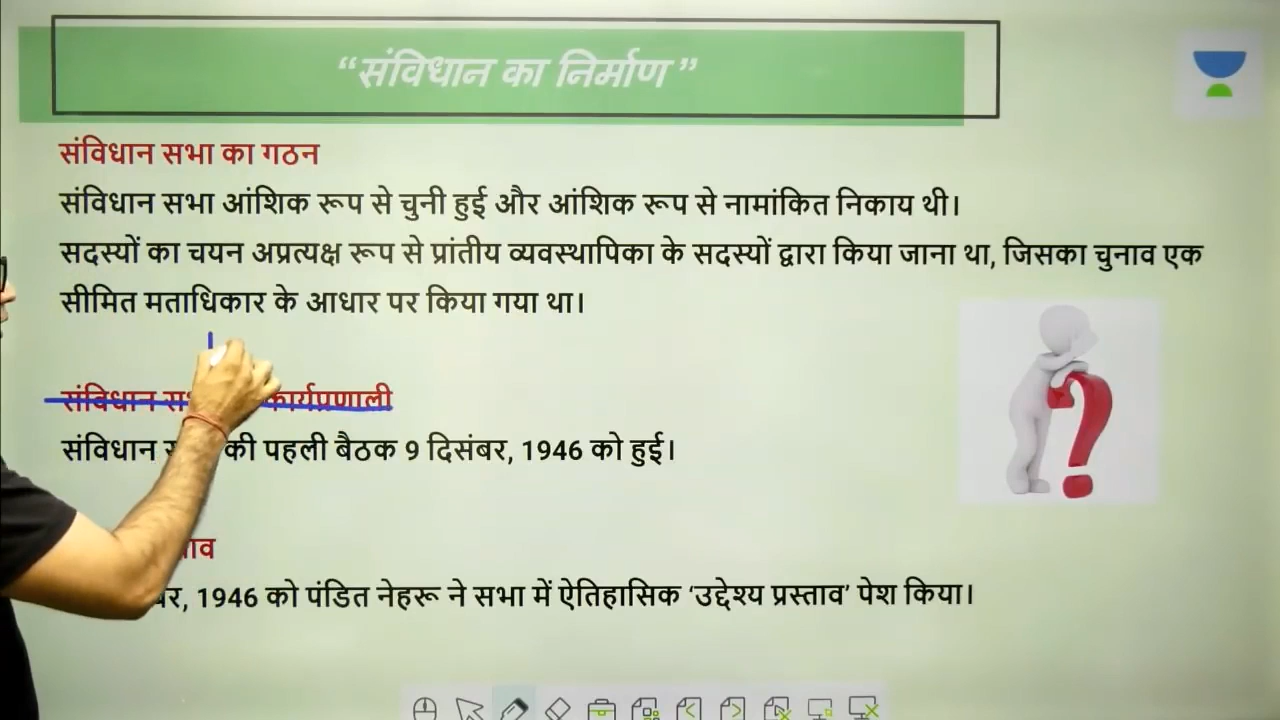 “संविधान का निर्माण”
संविधान सभा का गठन
संविधान सभा आंशिक रूप से चुनी हुई और आंशिक रूप से नामांकित निकाय थी।
सदस्यों का चयन अप्रत्यक्ष रूप से प्रांतीय व्यवस्थापिका के सदस्यों द्वारा किया जाना था, जिसका चुनाव एक
सीमित मताधिकार के आधार पर किया गया था।
संविधान कार्यप्रणाली
संविधान की पहली बैठक 9 दिसंबर, 1946 को हुई।
1946 को पंडित नेहरू ने सभा में ऐतिहासिक ‘उद्देश्य प्रस्ताव’ पेश किया।